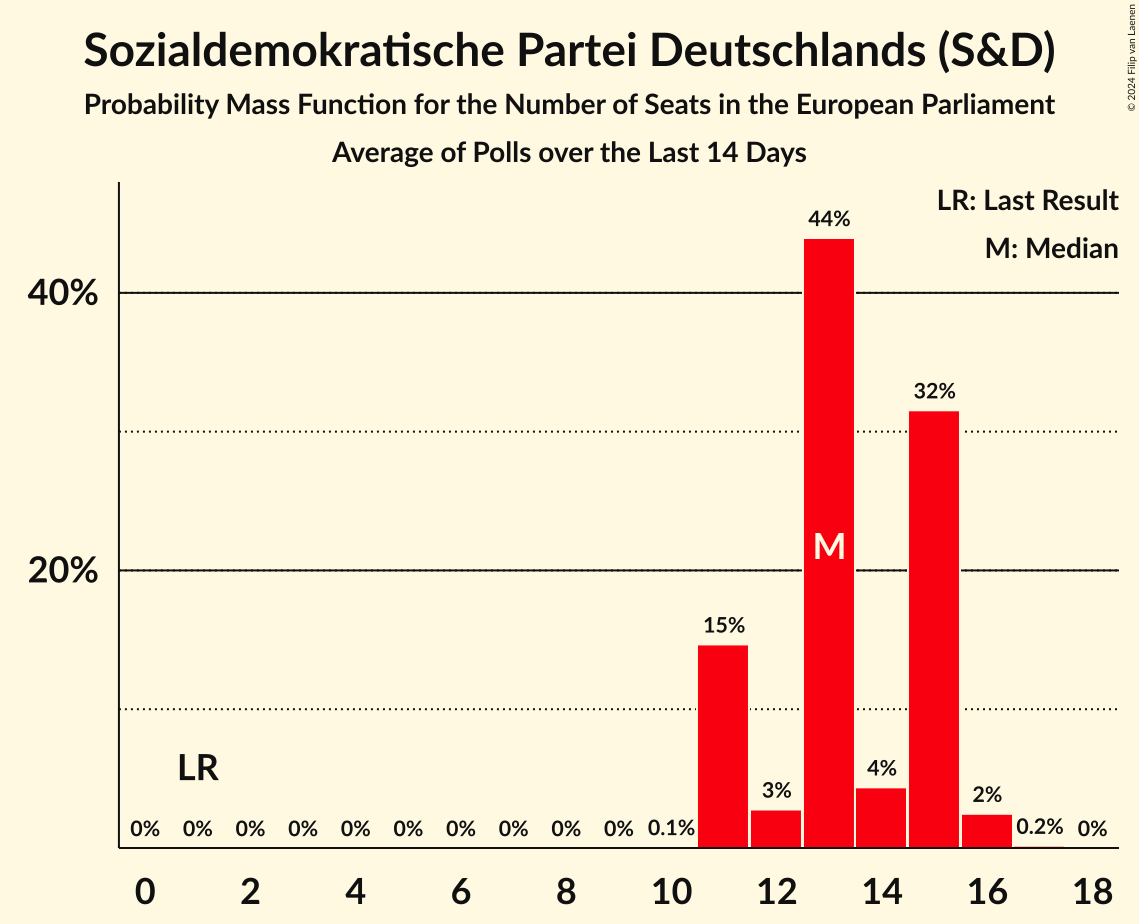 Sozialdemokratische Partei Deutschlands (S&D)
Probability Mass Function for the Number of Seats in the European Parliament
Average of Polls over the Last 14 Days
© 2024 Filip van Laenen
LR: Last Result
M: Median
40%
20%
44%
32%
M
15%
LR
3%
4%
2%
0% 0% 0% 0% 0% 0% 0% 0% 0% 0% 0.1% 0.2% 0%
0 2 4 6 8 10 12 14 16 18